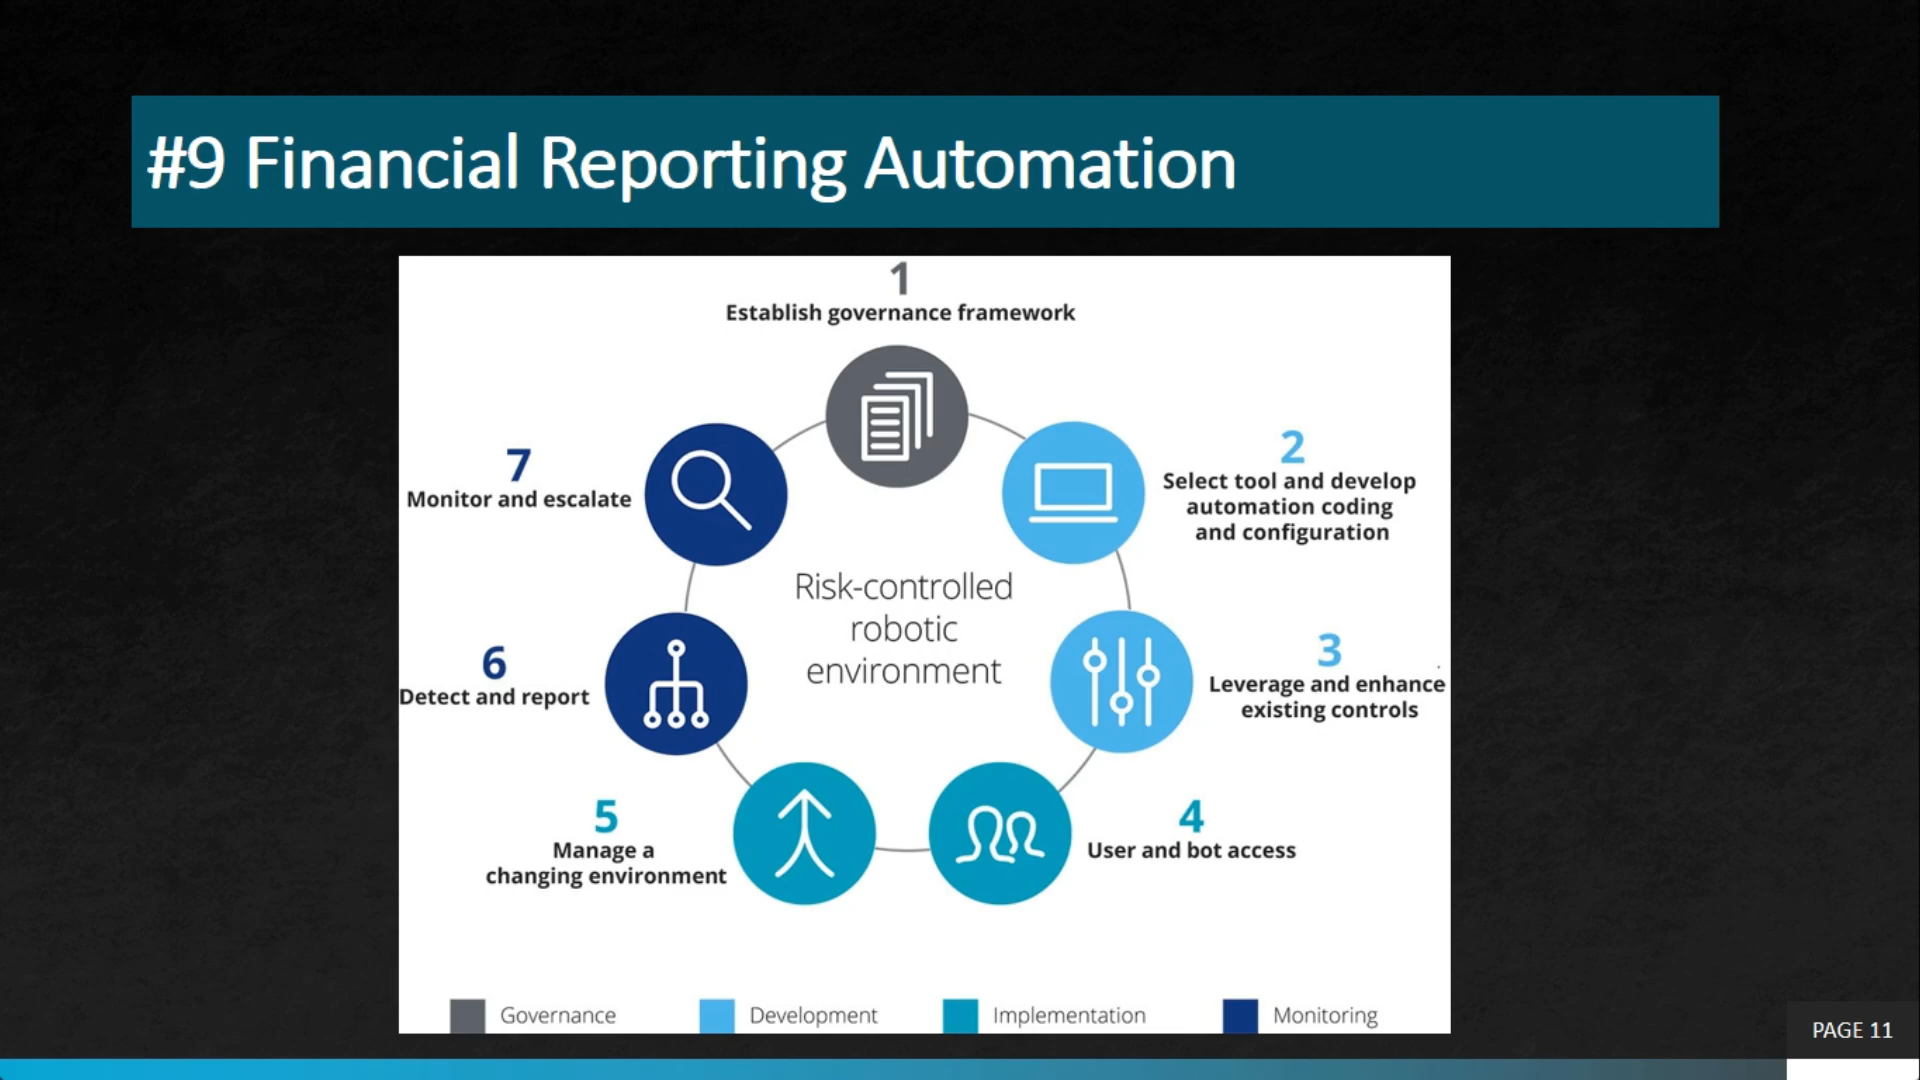 #9 Financial Reporting Automation
1
Establish governance framework
2
Select tool and develop
automation coding
and configuration
3
Leverage and enhance
existing controls
4
User and bot access
5
Manage a
changing environment
6
Detect and report
7
Monitor and escalate
Risk-controlled
robotic
environment
Governance
Development
Implementation
Monitoring
PAGE 11